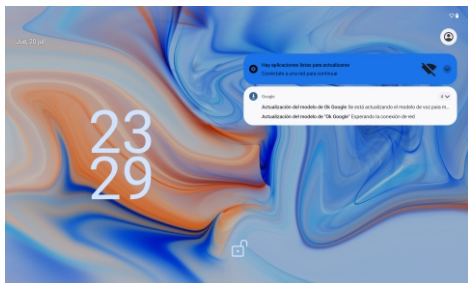 Jue, 20 jul
Hay aplicaciones listas para actualizarse
Conéctate a una red para continuar
Google
4
Actualización del modelo de Ok Google Se está actualizando el modelo de voz para m...
Actualización del modelo de "Ok Google" Esperando la conexión de red
23
29